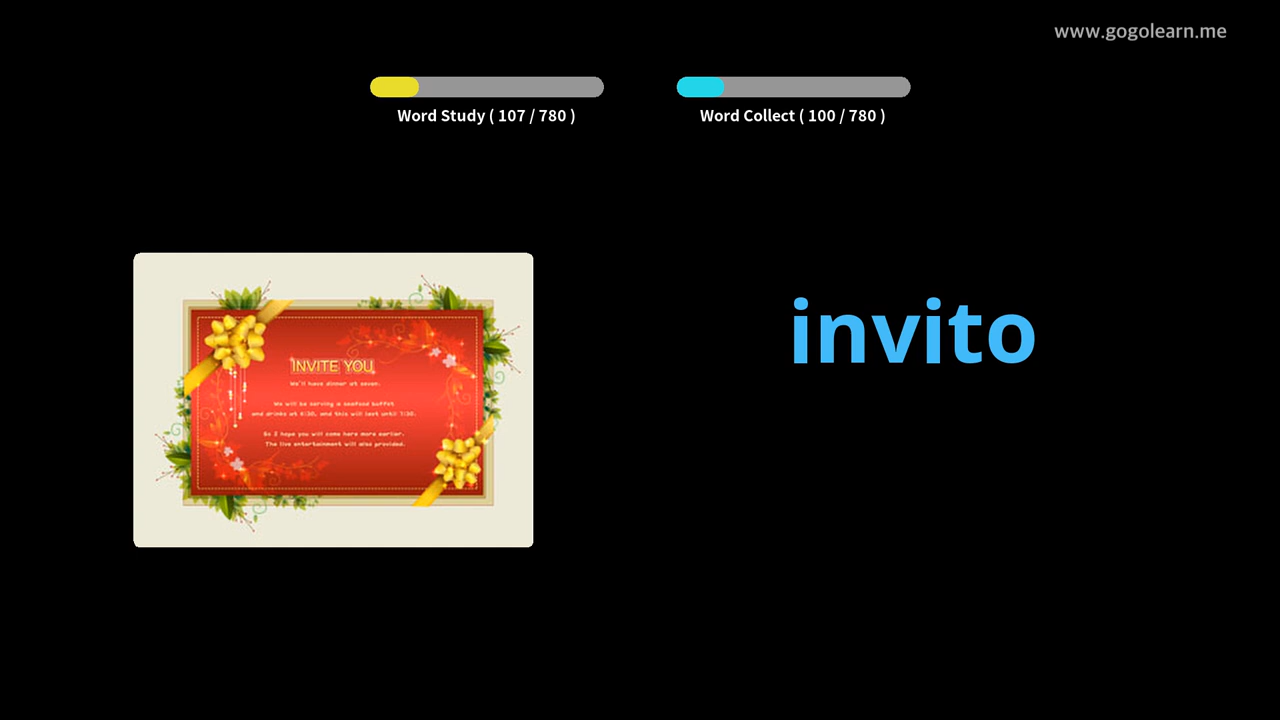 www.gogolearn.me
Word Study ( 107 / 780 )
Word Collect ( 100 / 780 )
INVITE YOU
We'll have dinner at seven.
We will be serving a seafood buffet
and drinks at 6:30, and this will last until 7:30.
So I hope you will come here more earlier.
The live entertainment will also provided.
invito